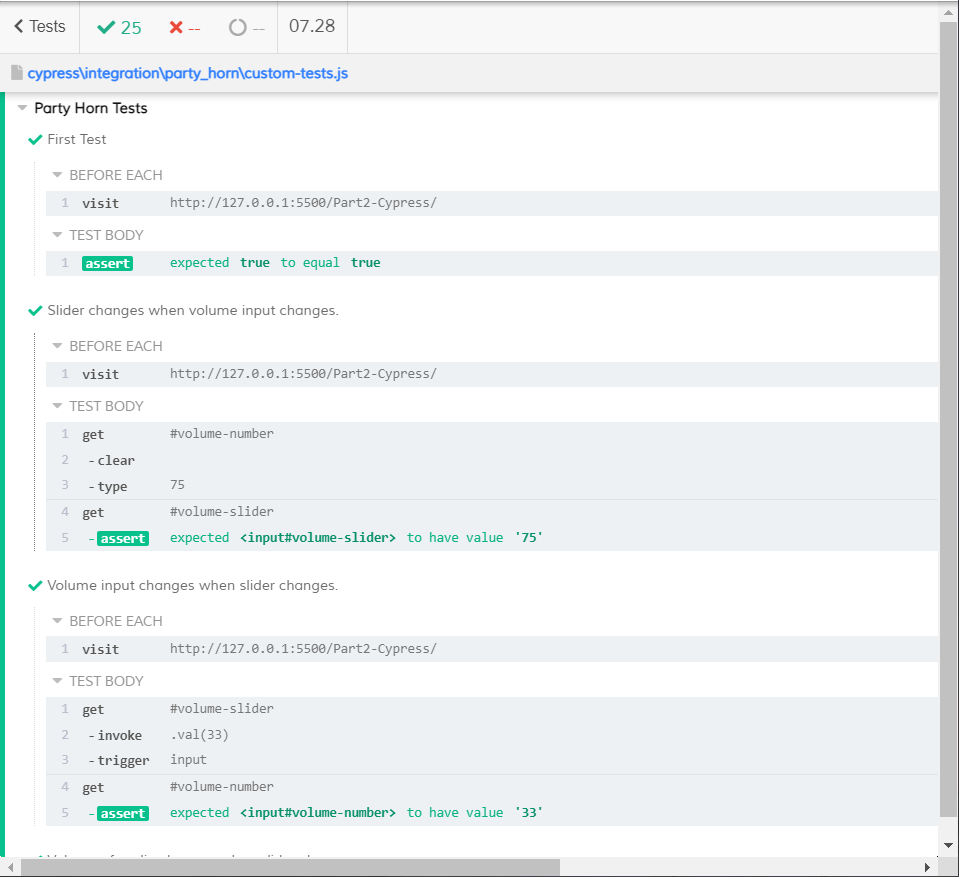 Tests 25 -- -- 07.28
cypress\integration\party_horn\custom-tests.js
Party Horn Tests
First Test
BEFORE EACH
1 visit http://127.0.0.1:5500/Part2-Cypress/
TEST BODY
1 assert expected true to equal true
Slider changes when volume input changes.
BEFORE EACH
1 visit http://127.0.0.1:5500/Part2-Cypress/
TEST BODY
1 get #volume-number
2 -clear
3 -type 75
4 get #volume-slider
5 -assert expected <input#volume-slider> to have value '75'
Volume input changes when slider changes.
BEFORE EACH
1 visit http://127.0.0.1:5500/Part2-Cypress/
TEST BODY
1 get #volume-slider
2 -invoke .val(33)
3 -trigger input
4 get #volume-number
5 -assert expected <input#volume-number> to have value '33'